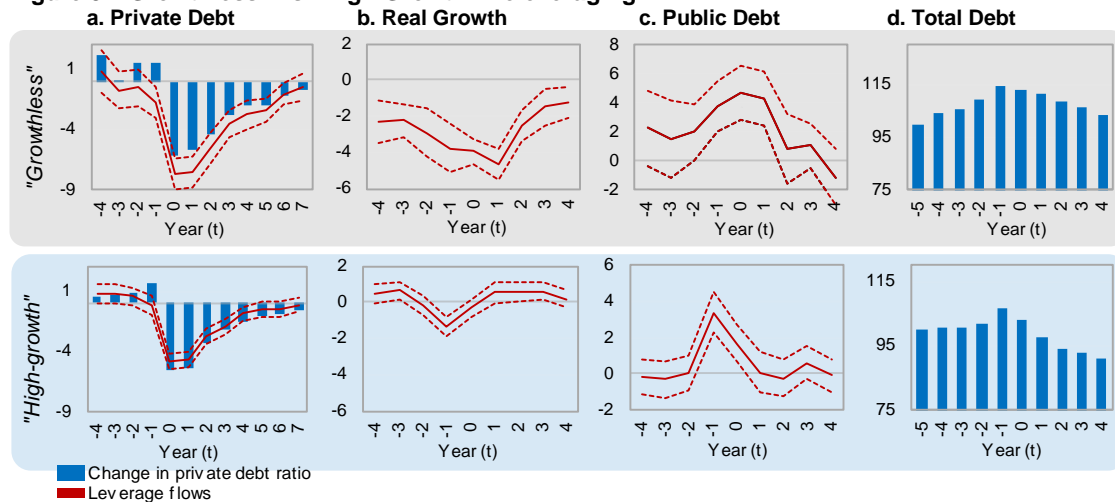 a. Private Debt
b. Real Growth
c. Public Debt
d. Total Debt
"Growthless"
1
-4
-9
-4 -3 -2 -1 0 1 2 3 4 5 6 7
Year (t)
2
0
-2
-4
-6
-4 -3 -2 -1 0 1 2 3 4
Year (t)
8
6
4
2
0
-2
-4 -3 -2 -1 0 1 2 3 4
Year (t)
115
95
75
-5 -4 -3 -2 -1 0 1 2 3 4
Year (t)
"High-growth"
1
-4
-9
-4 -3 -2 -1 0 1 2 3 4 5 6 7
Year (t)
2
0
-2
-4
-6
-4 -3 -2 -1 0 1 2 3 4
Year (t)
6
4
2
0
-2
-4 -3 -2 -1 0 1 2 3 4
Year (t)
115
95
75
-5 -4 -3 -2 -1 0 1 2 3 4
Year (t)
Change in private debt ratio
Leverage flows